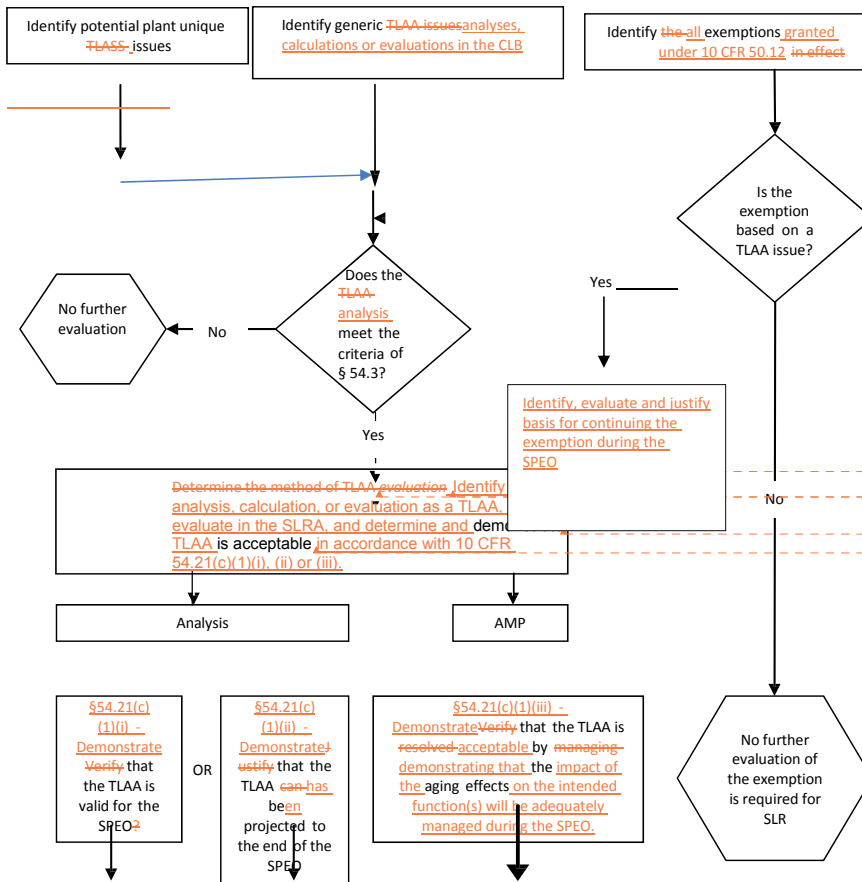 Identify potential plant unique
TLASS issues
Identify generic TLAA issuesanalyses,
calculations or evaluations in the CLB
Identify the all exemptions granted
under 10 CFR 50.12 in effect
Is the
exemption
based on a
TLAA issue?
Does the
TLAA
analysis
meet the
criteria of
§ 54.3?
No further
evaluation
No
Yes
Yes
Identify, evaluate and justify
basis for continuing the
exemption during the
SPEO
Determine the method of TLAA evaluation Identify
analysis, calculation, or evaluation as a TLAA,
evaluate in the SLRA, and determine and demo
TLAA is acceptable in accordance with 10 CFR
54.21(c)(1)(i), (ii) or (iii).
No
Analysis
AMP
§54.21(c)
(1)(i) -
Demonstrate
Verify that
the TLAA is
valid for the
SPEO?
OR
§54.21(c)
(1)(ii) -
DemonstrateJ
ustify that the
TLAA can has
been
projected to
the end of the
SPEO
§54.21(c)(1)(iii) -
DemonstrateVerify that the TLAA is
resolved acceptable by managing
demonstrating that the impact of
the aging effects on the intended
function(s) will be adequately
managed during the SPEO.
No further
evaluation of
the exemption
is required for
SLR